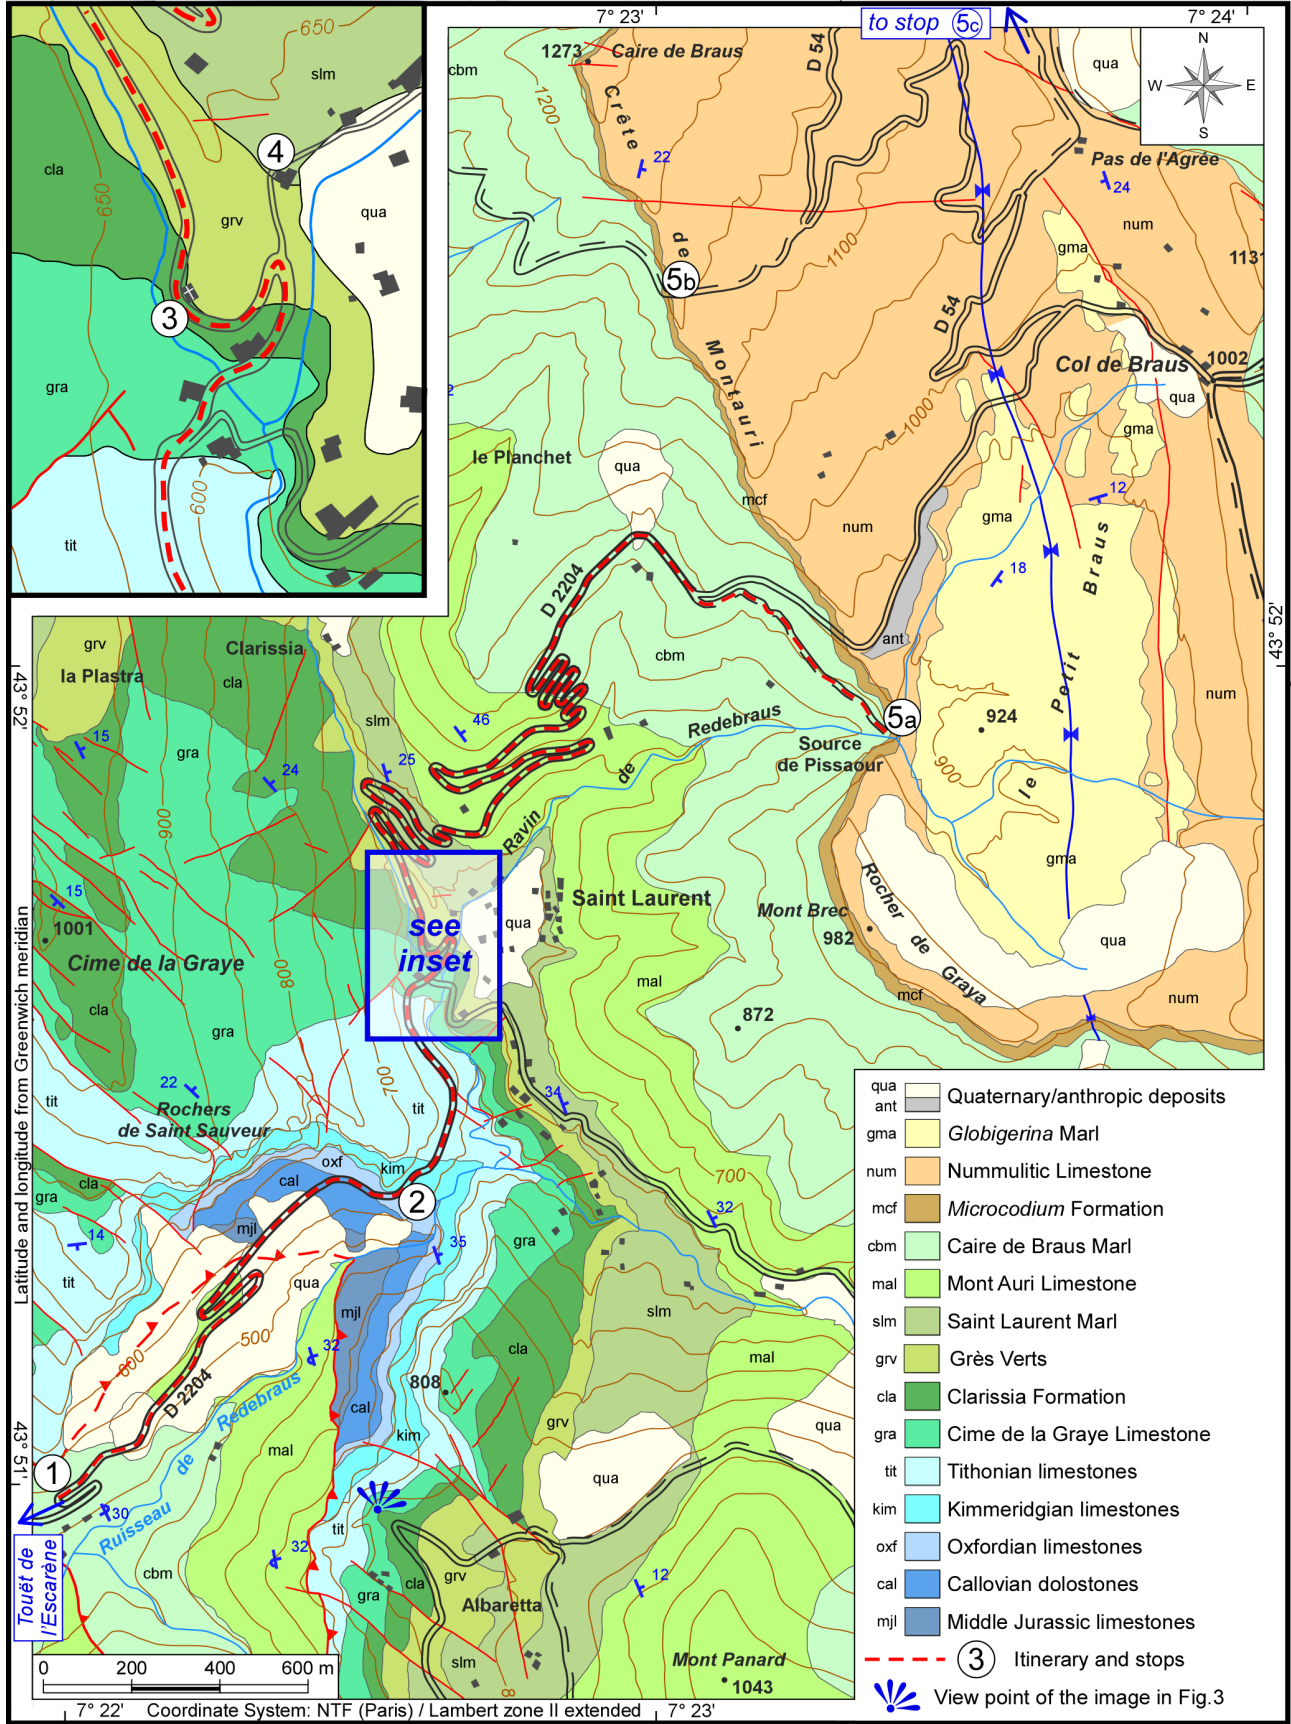 7° 23'
7° 24'
to stop 5c
N
W
E
S
650
slm
4
cla
650
grv
qua
3
gra
600
tit
1273
Caire de Braus
D 54
cbm
1200
Crête
de
Montauri
22
qua
Pas de l'Agrée
24
num
gma
1131
1100
5b
D 54
Col de Braus
1002
qua
1000
gma
le Planchet
qua
mcf
num
12
gma
18
D 2204
ant
cbm
le Petit Braus
43° 52'
num
grv
la Plastra
Clarissia
cla
slm
46
25
15
gra
24
43° 52'
900
Ravin de Redebraus
Source
de Pissaour
5a
924
900
gma
15
1001
Cime de la Graye
cla
800
gra
see
inset
qua
Saint Laurent
mal
Mont Brec
982
Rocher de Graya
mcf
872
qua
num
22
Rochers
de Saint Sauveur
tit
700
tit
34
oxf
kim
cal
mjl
2
gra
cla
14
tit
35
gra
700
32
qua
mjl
slm
500
600
32
D 2204
cla
mal
808
cal
kim
grv
qua
Ruisseau de Redebraus
mal
qua
1
30
43° 51'
Touët de
l'Escarène
cbm
32
tit
gra
cla
grv
Albaretta
12
slm
8
Mont Panard
1043
0 200 400 600 m
7° 22'
Coordinate System: NTF (Paris) / Lambert zone II extended
7° 23'
Latitude and longitude from Greenwich meridian
qua
ant
Quaternary/anthropic deposits
gma Globigerina Marl
num Nummulitic Limestone
mcf Microcodium Formation
cbm Caire de Braus Marl
mal Mont Auri Limestone
slm Saint Laurent Marl
grv Grès Verts
cla Clarissia Formation
gra Cime de la Graye Limestone
tit Tithonian limestones
kim Kimmeridgian limestones
oxf Oxfordian limestones
cal Callovian dolostones
mjl Middle Jurassic limestones
3 Itinerary and stops
View point of the image in Fig.3